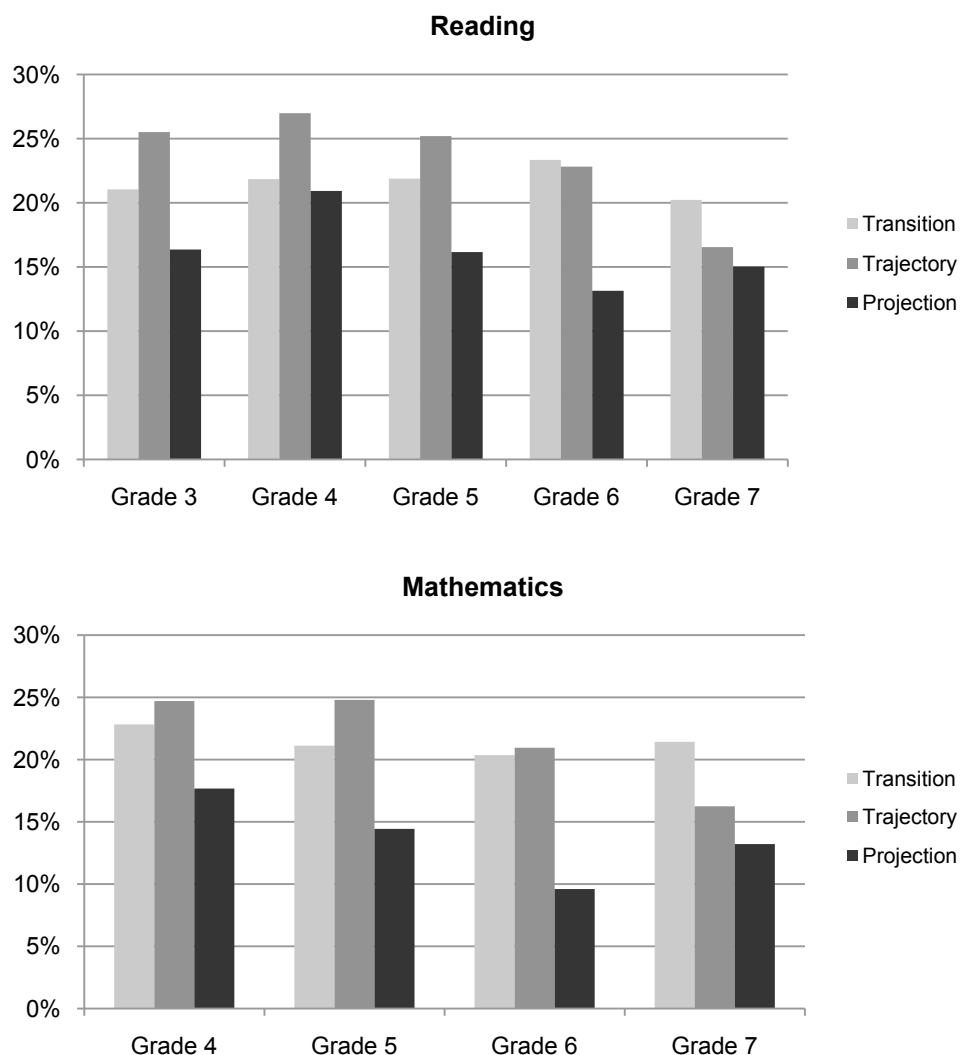 Reading
30%
25%
20%
15%
10%
5%
0%
Grade 3 Grade 4 Grade 5 Grade 6 Grade 7
Transition
Trajectory
Projection
Mathematics
30%
25%
20%
15%
10%
5%
0%
Grade 4 Grade 5 Grade 6 Grade 7
Transition
Trajectory
Projection